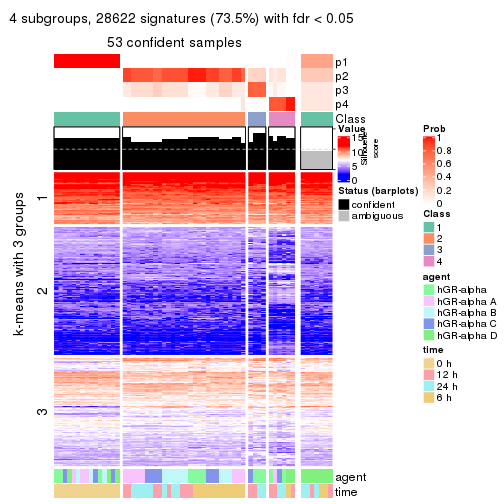 4 subgroups, 28622 signatures (73.5%) with fdr < 0.05
53 confident samples
p1
p2
p3
p4
Class
1
2
3
k-means with 3 groups
Silhouette
score
agent
time
Value
15
10
5
0
Status (barplots)
confident
ambiguous
Prob
1
0.8
0.6
0.4
0.2
0
Class
1
2
3
4
agent
hGR-alpha
hGR-alpha A
hGR-alpha B
hGR-alpha C
hGR-alpha D
time
0 h
12 h
24 h
6 h